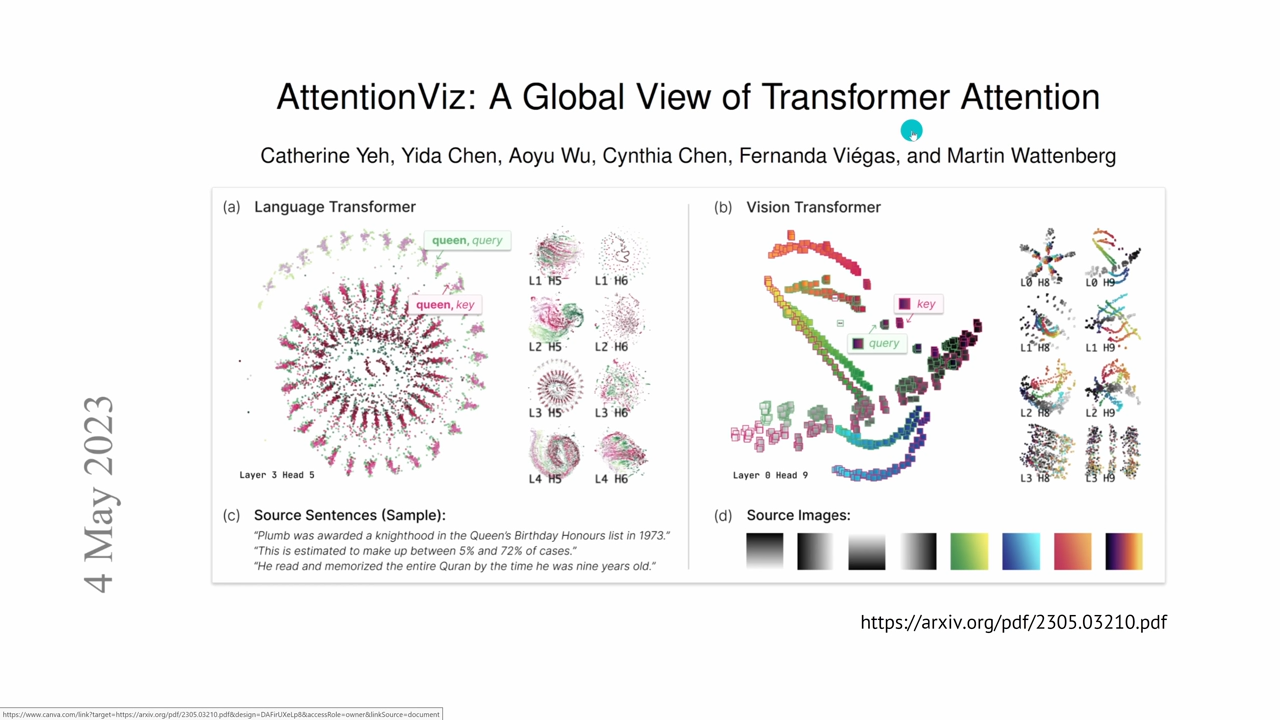 AttentionViz: A Global View of Transformer Attention
Catherine Yeh, Yida Chen, Aoyu Wu, Cynthia Chen, Fernanda Viégas, and Martin Wattenberg
(a) Language Transformer
queen, query
queen, key
L1 H5
L1 H6
L2 H5
L2 H6
L3 H5
L3 H6
L4 H5
L4 H6
Layer 3 Head 5
(b) Vision Transformer
key
query
L0 H8
L0 H9
L1 H8
L1 H9
L2 H8
L2 H9
L3 H8
L3 H9
Layer 0 Head 9
(c) Source Sentences (Sample):
"Plumb was awarded a knighthood in the Queen's Birthday Honours list in 1973."
"This is estimated to make up between 5% and 72% of cases."
"He read and memorized the entire Quran by the time he was nine years old."
(d) Source Images:
4 May 2023
https://arxiv.org/pdf/2305.03210.pdf
https://www.canva.com/link?target=https://arxiv.org/pdf/2305.03210.pdf&design=DAFirUXeLp8&accessRole=owner&linkSource=document